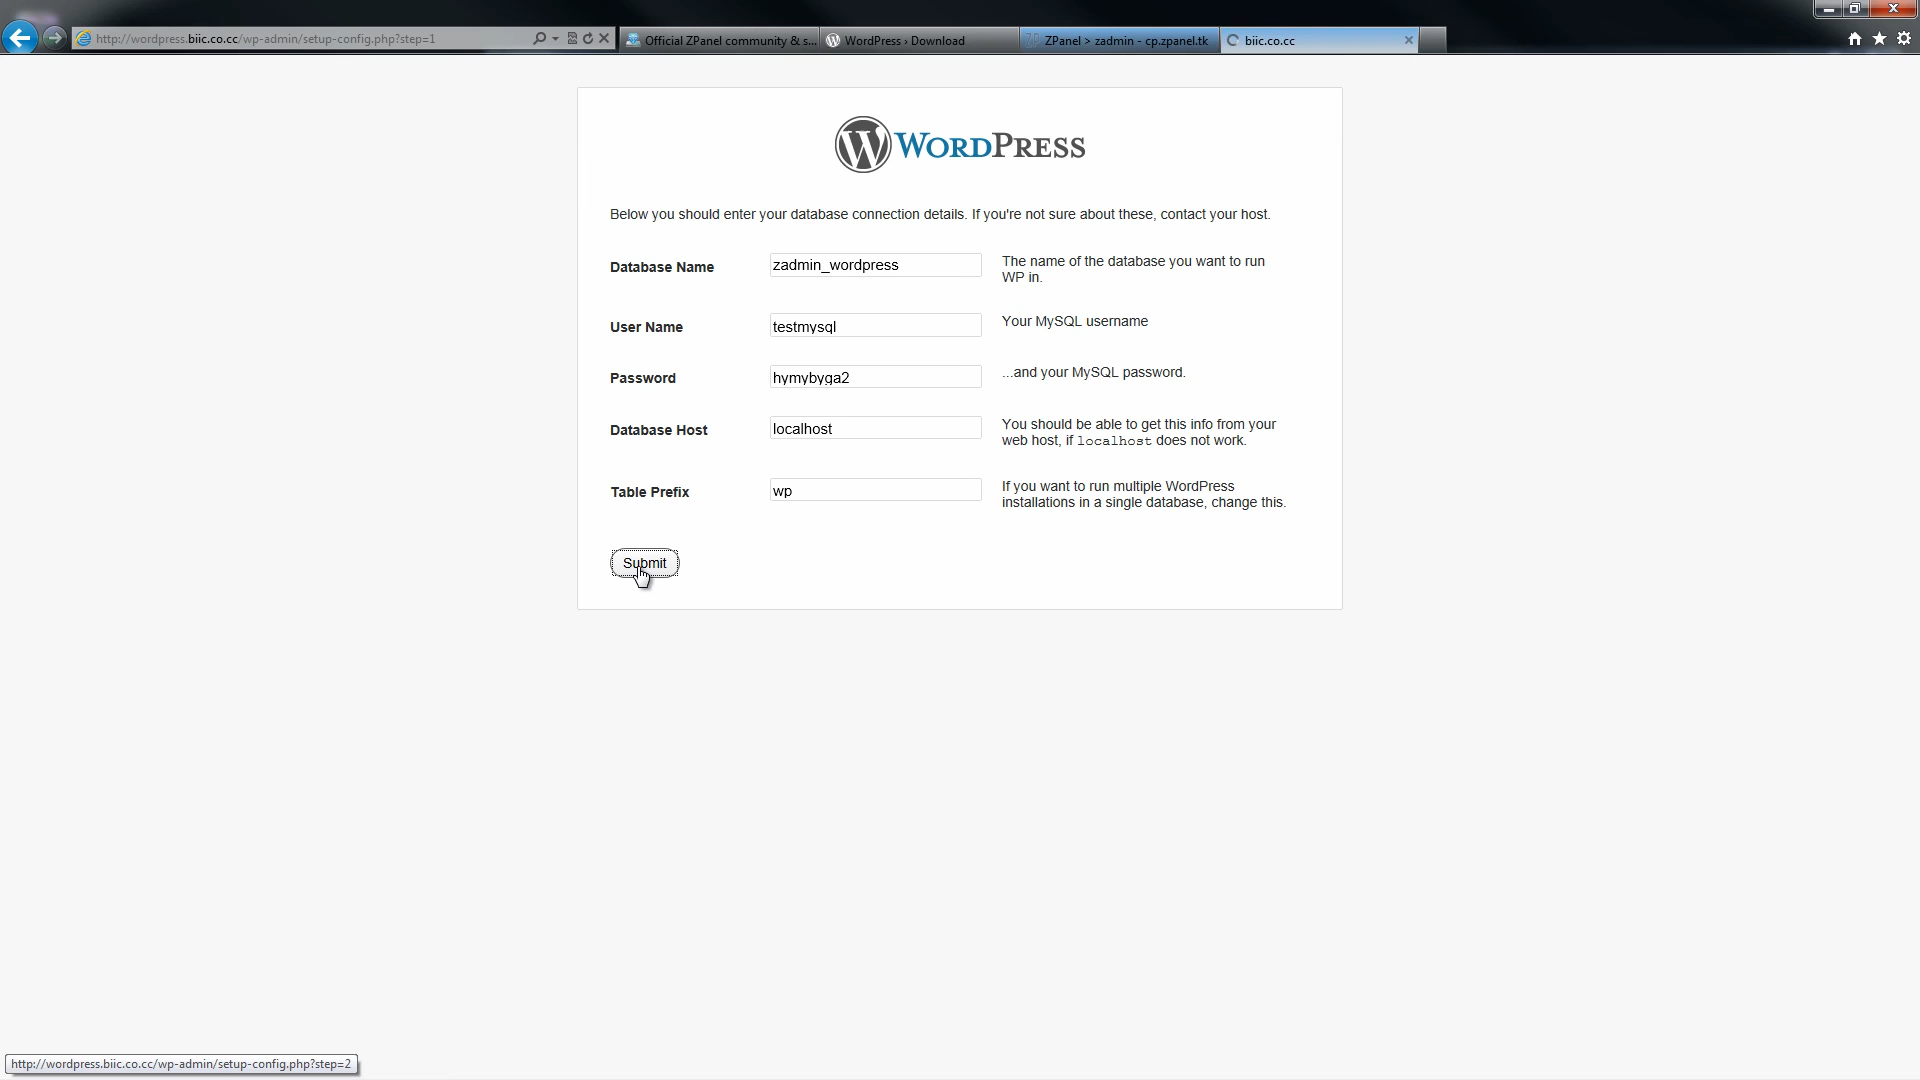 http://wordpress.biic.co.cc/wp-admin/setup-config.php?step=1
Official ZPanel community & s...
WordPress › Download
ZPanel > zadmin - cp.zpanel.tk
biic.co.cc
WORDPRESS
Below you should enter your database connection details. If you're not sure about these, contact your host.
Database Name
zadmin_wordpress
The name of the database you want to run
WP in.
User Name
testmysql
Your MySQL username
Password
hymybyga2
...and your MySQL password.
Database Host
localhost
You should be able to get this info from your
web host, if localhost does not work.
Table Prefix
wp
If you want to run multiple WordPress
installations in a single database, change this.
Submit
http://wordpress.biic.co.cc/wp-admin/setup-config.php?step=2